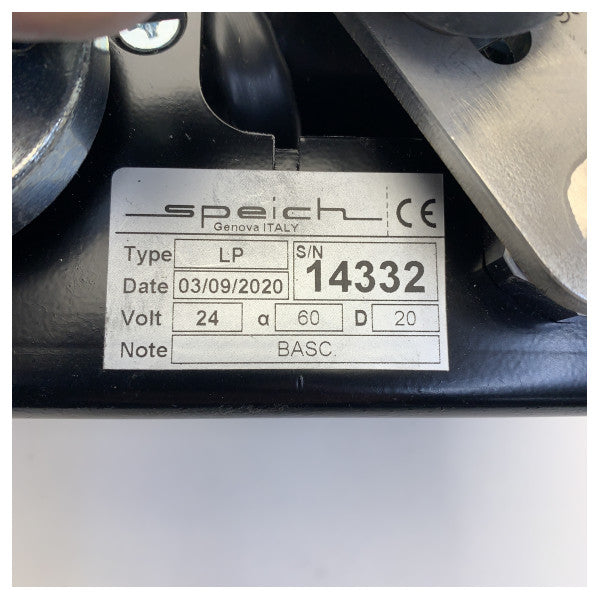 speich
Genova ITALY
CE
Type LP
S/N 14332
Date 03/09/2020
Volt 24 α 60 D 20
Note BASC.